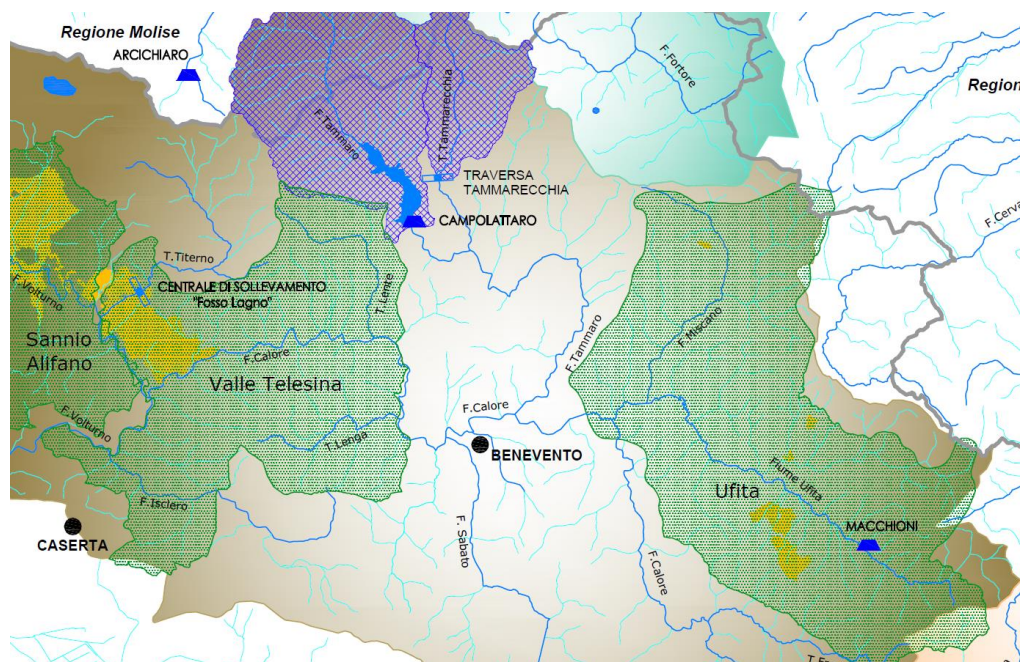 Regione Molise
ARCICHIARO
F.Fortore
Region
F.Tammaro
T.Tammarecchia
TRAVERSA
TAMMARECCHIA
CAMPOLATTARO
F.Cerva
T.Titerno
F.Volturno
CENTRALE DI SOLLEVAMENTO
"Fosso Lagno"
T.Lente
Sannio
Alifano
F.Calore
Valle Telesina
F.Tammaro
F.Miscano
F.Volturno
F.Calore
T.Lenga
BENEVENTO
Fiume Ufita
Ufita
F.Isclero
CASERTA
F. Sabato
F.Calore
MACCHIONI